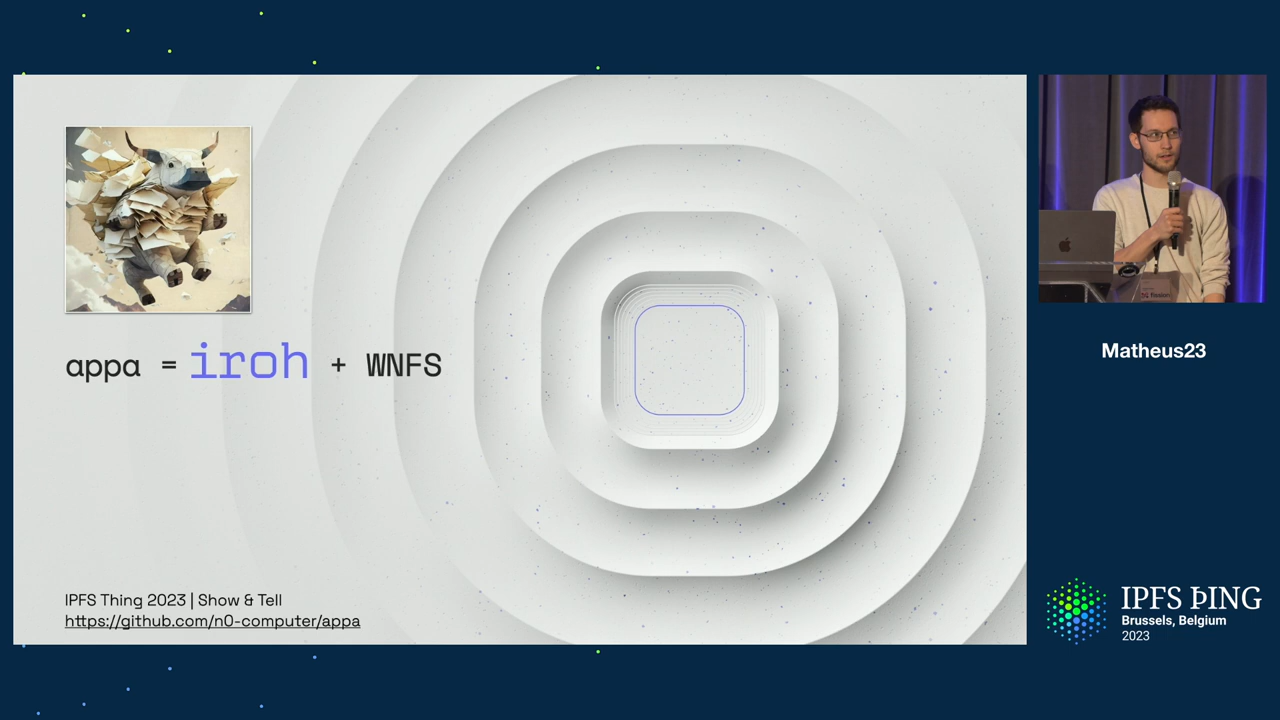 appa = iroh + WNFS
IPFS Thing 2023 | Show & Tell
https://github.com/n0-computer/appa
Matheus23
IPFS ÞING
Brussels, Belgium
2023